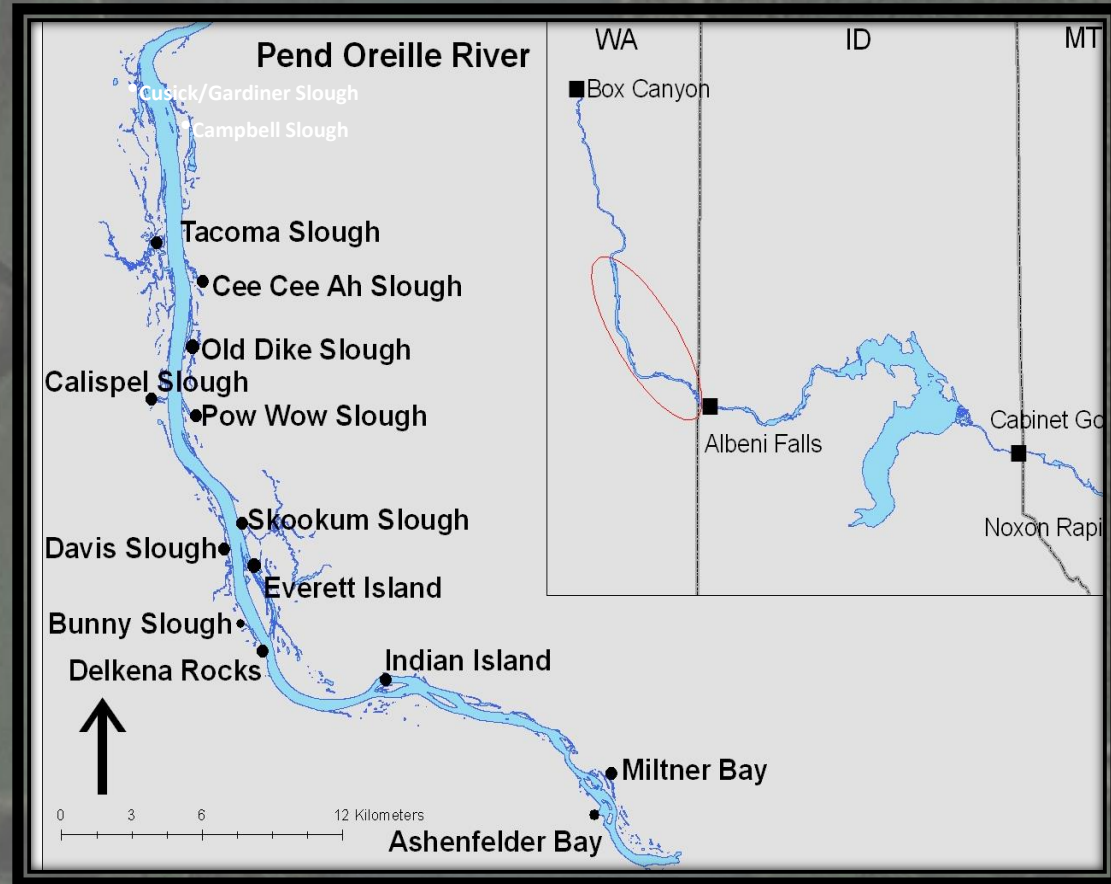 Pend Oreille River
Cusick/Gardiner Slough
Campbell Slough
Tacoma Slough
Cee Cee Ah Slough
Old Dike Slough
Calispel Slough
Pow Wow Slough
Skookum Slough
Davis Slough
Everett Island
Bunny Slough
Delkena Rocks
Indian Island
Miltner Bay
Ashenfelder Bay
0 3 6 12 Kilometers
WA ID MT
Box Canyon
Albeni Falls
Cabinet Go
Noxon Rapi